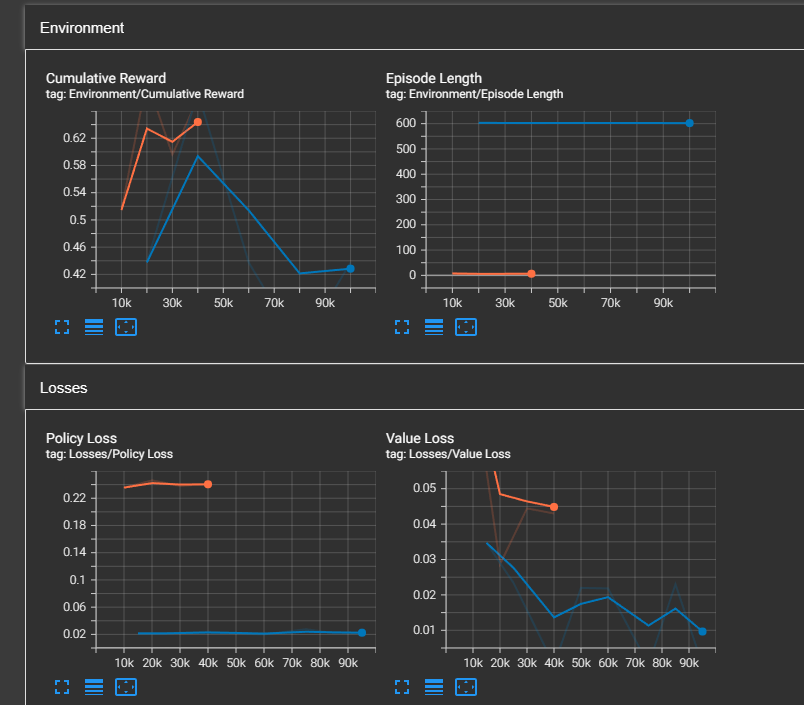 Environment
Cumulative Reward
tag: Environment/Cumulative Reward
0.62
0.58
0.54
0.5
0.46
0.42
10k 30k 50k 70k 90k
Episode Length
tag: Environment/Episode Length
600
500
400
300
200
100
0
10k 30k 50k 70k 90k
Losses
Policy Loss
tag: Losses/Policy Loss
0.22
0.18
0.14
0.1
0.06
0.02
10k 20k 30k 40k 50k 60k 70k 80k 90k
Value Loss
tag: Losses/Value Loss
0.05
0.04
0.03
0.02
0.01
10k 20k 30k 40k 50k 60k 70k 80k 90k